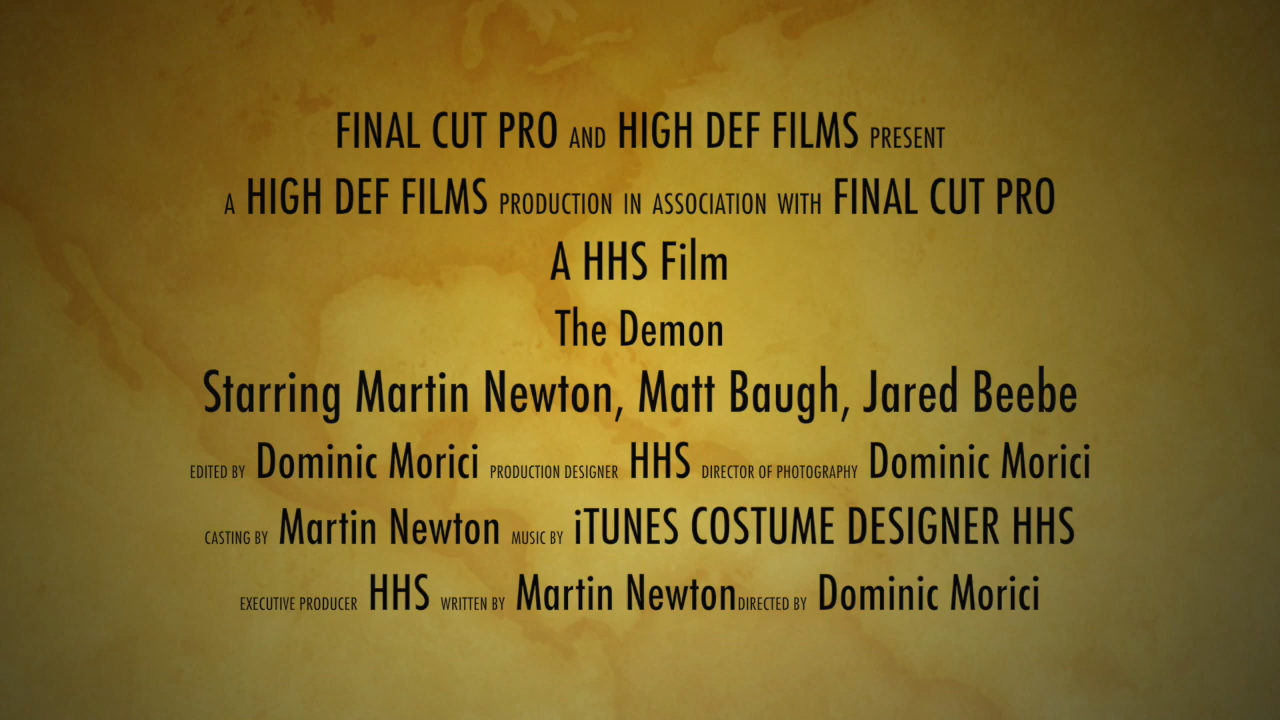 FINAL CUT PRO AND HIGH DEF FILMS PRESENT
A HIGH DEF FILMS PRODUCTION IN ASSOCIATION WITH FINAL CUT PRO
A HHS Film
The Demon
Starring Martin Newton, Matt Baugh, Jared Beebe
EDITED BY Dominic Morici PRODUCTION DESIGNER HHS DIRECTOR OF PHOTOGRAPHY Dominic Morici
CASTING BY Martin Newton MUSIC BY iTUNES COSTUME DESIGNER HHS
EXECUTIVE PRODUCER HHS WRITTEN BY Martin NewtonDIRECTED BY Dominic Morici